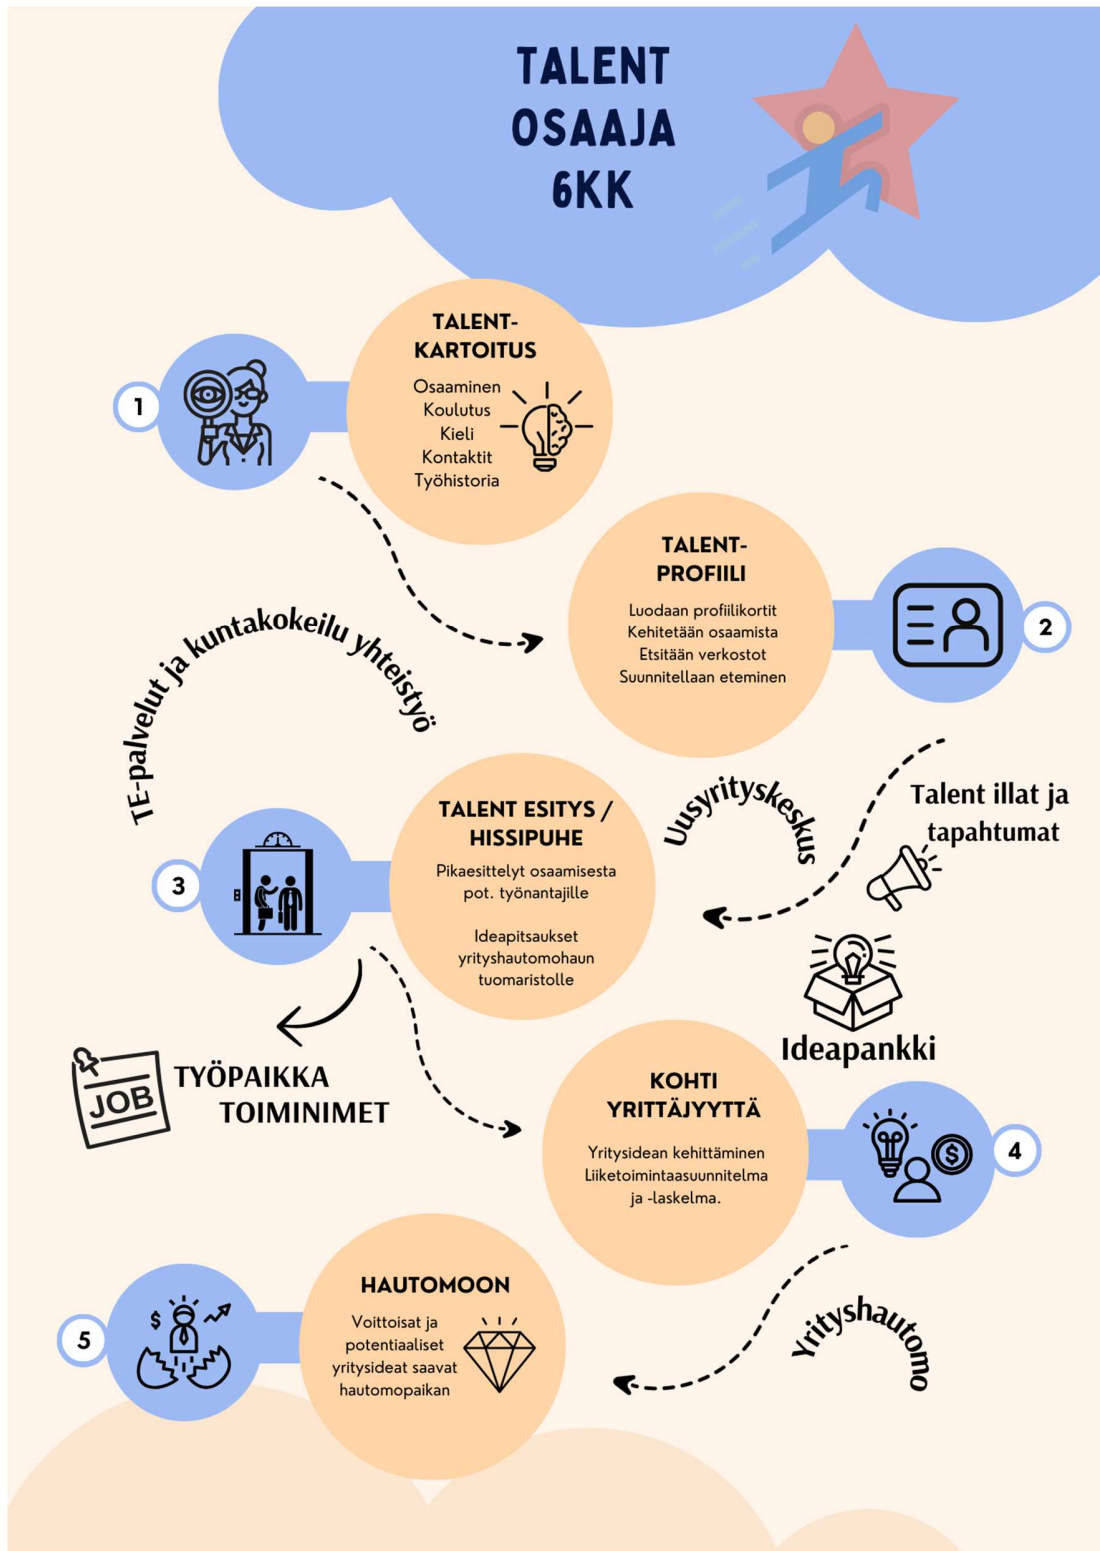 TALENT
OSAAJA
6KK
TALENT-
KARTOITUS
Osaaminen
Koulutus
Kieli
Kontaktit
Työhistoria
1
TALENT-
PROFIILI
Luodaan profiilikortit
Kehitetään osaamista
Etsitään verkostot
Suunnitellaan eteminen
2
TE-palvelut ja kuntakokeilu yhteistyö
Uusyrityskeskus
Talent illat ja
tapahtumat
TALENT ESITYS /
HISSIPUHE
Pikaesittelyt osaamisesta
pot. työnantajille
Ideapitsaukset
yrityshautomohaun
tuomaristolle
3
Ideapankki
JOB
TYÖPAIKKA
TOIMINIMET
KOHTI
YRITTÄJYYTTÄ
Yritysidean kehittäminen
Liiketoimintaasuunnitelma
ja -laskelma.
$
4
Yrityshautomo
HAUTOMOON
Voittoisat ja
potentiaaliset
yritysideat saavat
hautomopaikan
$
5